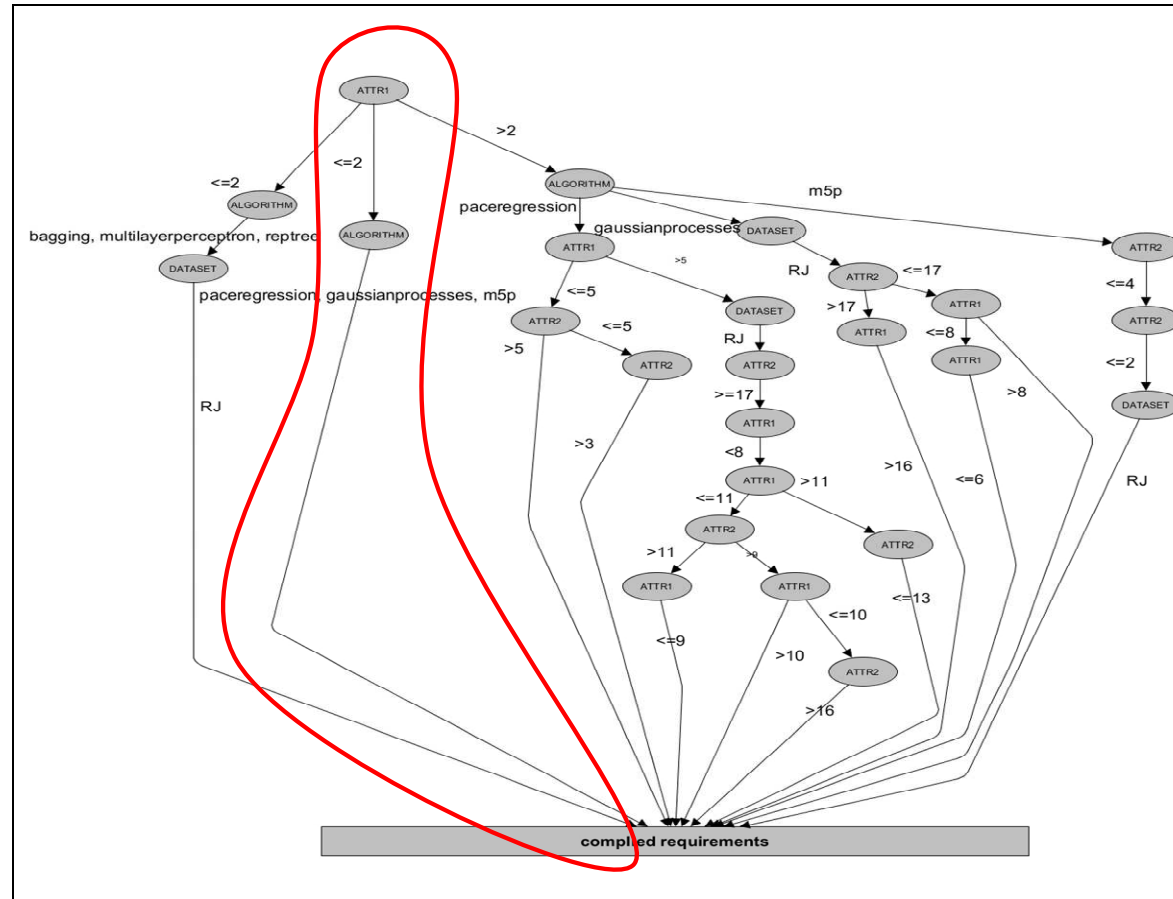 ATTR1
>2
<=2
<=2
ALGORITHM
m5p
ALGORITHM
paceregression
gaussianprocesses
DATASET
bagging, multilayerperceptron, reptree
ALGORITHM
ATTR1
ATTR2
DATASET
>5
RJ
ATTR2
<=17
<=4
paceregression, gaussianprocesses, m5p
<=5
DATASET
>17
ATTR1
ATTR2
<=5
ATTR2
>5
RJ
ATTR1
<=8
ATTR2
ATTR2
ATTR1
<=2
>=17
>8
RJ
ATTR1
DATASET
>3
<8
>16
<=6
ATTR1
>11
RJ
<=11
ATTR2
ATTR2
>11
>9
ATTR1
ATTR1
<=13
<=10
<=9
>10
ATTR2
>16
complied requirements